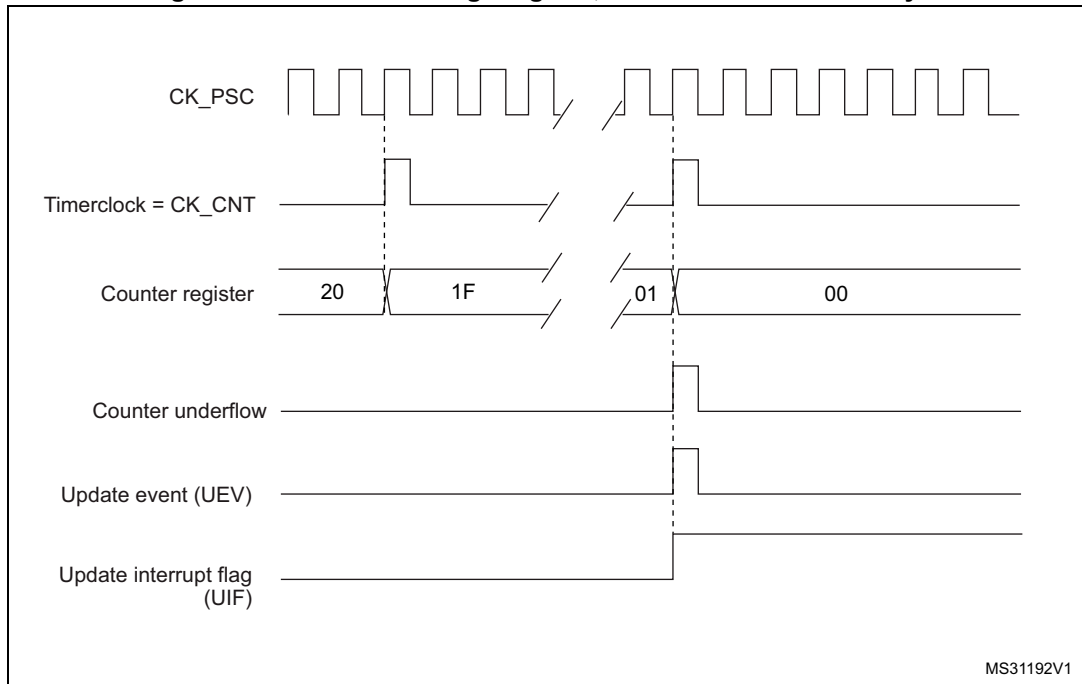 CK_PSC
Timerclock = CK_CNT
Counter register
20
1F
01
00
Counter underflow
Update event (UEV)
Update interrupt flag
(UIF)
MS31192V1